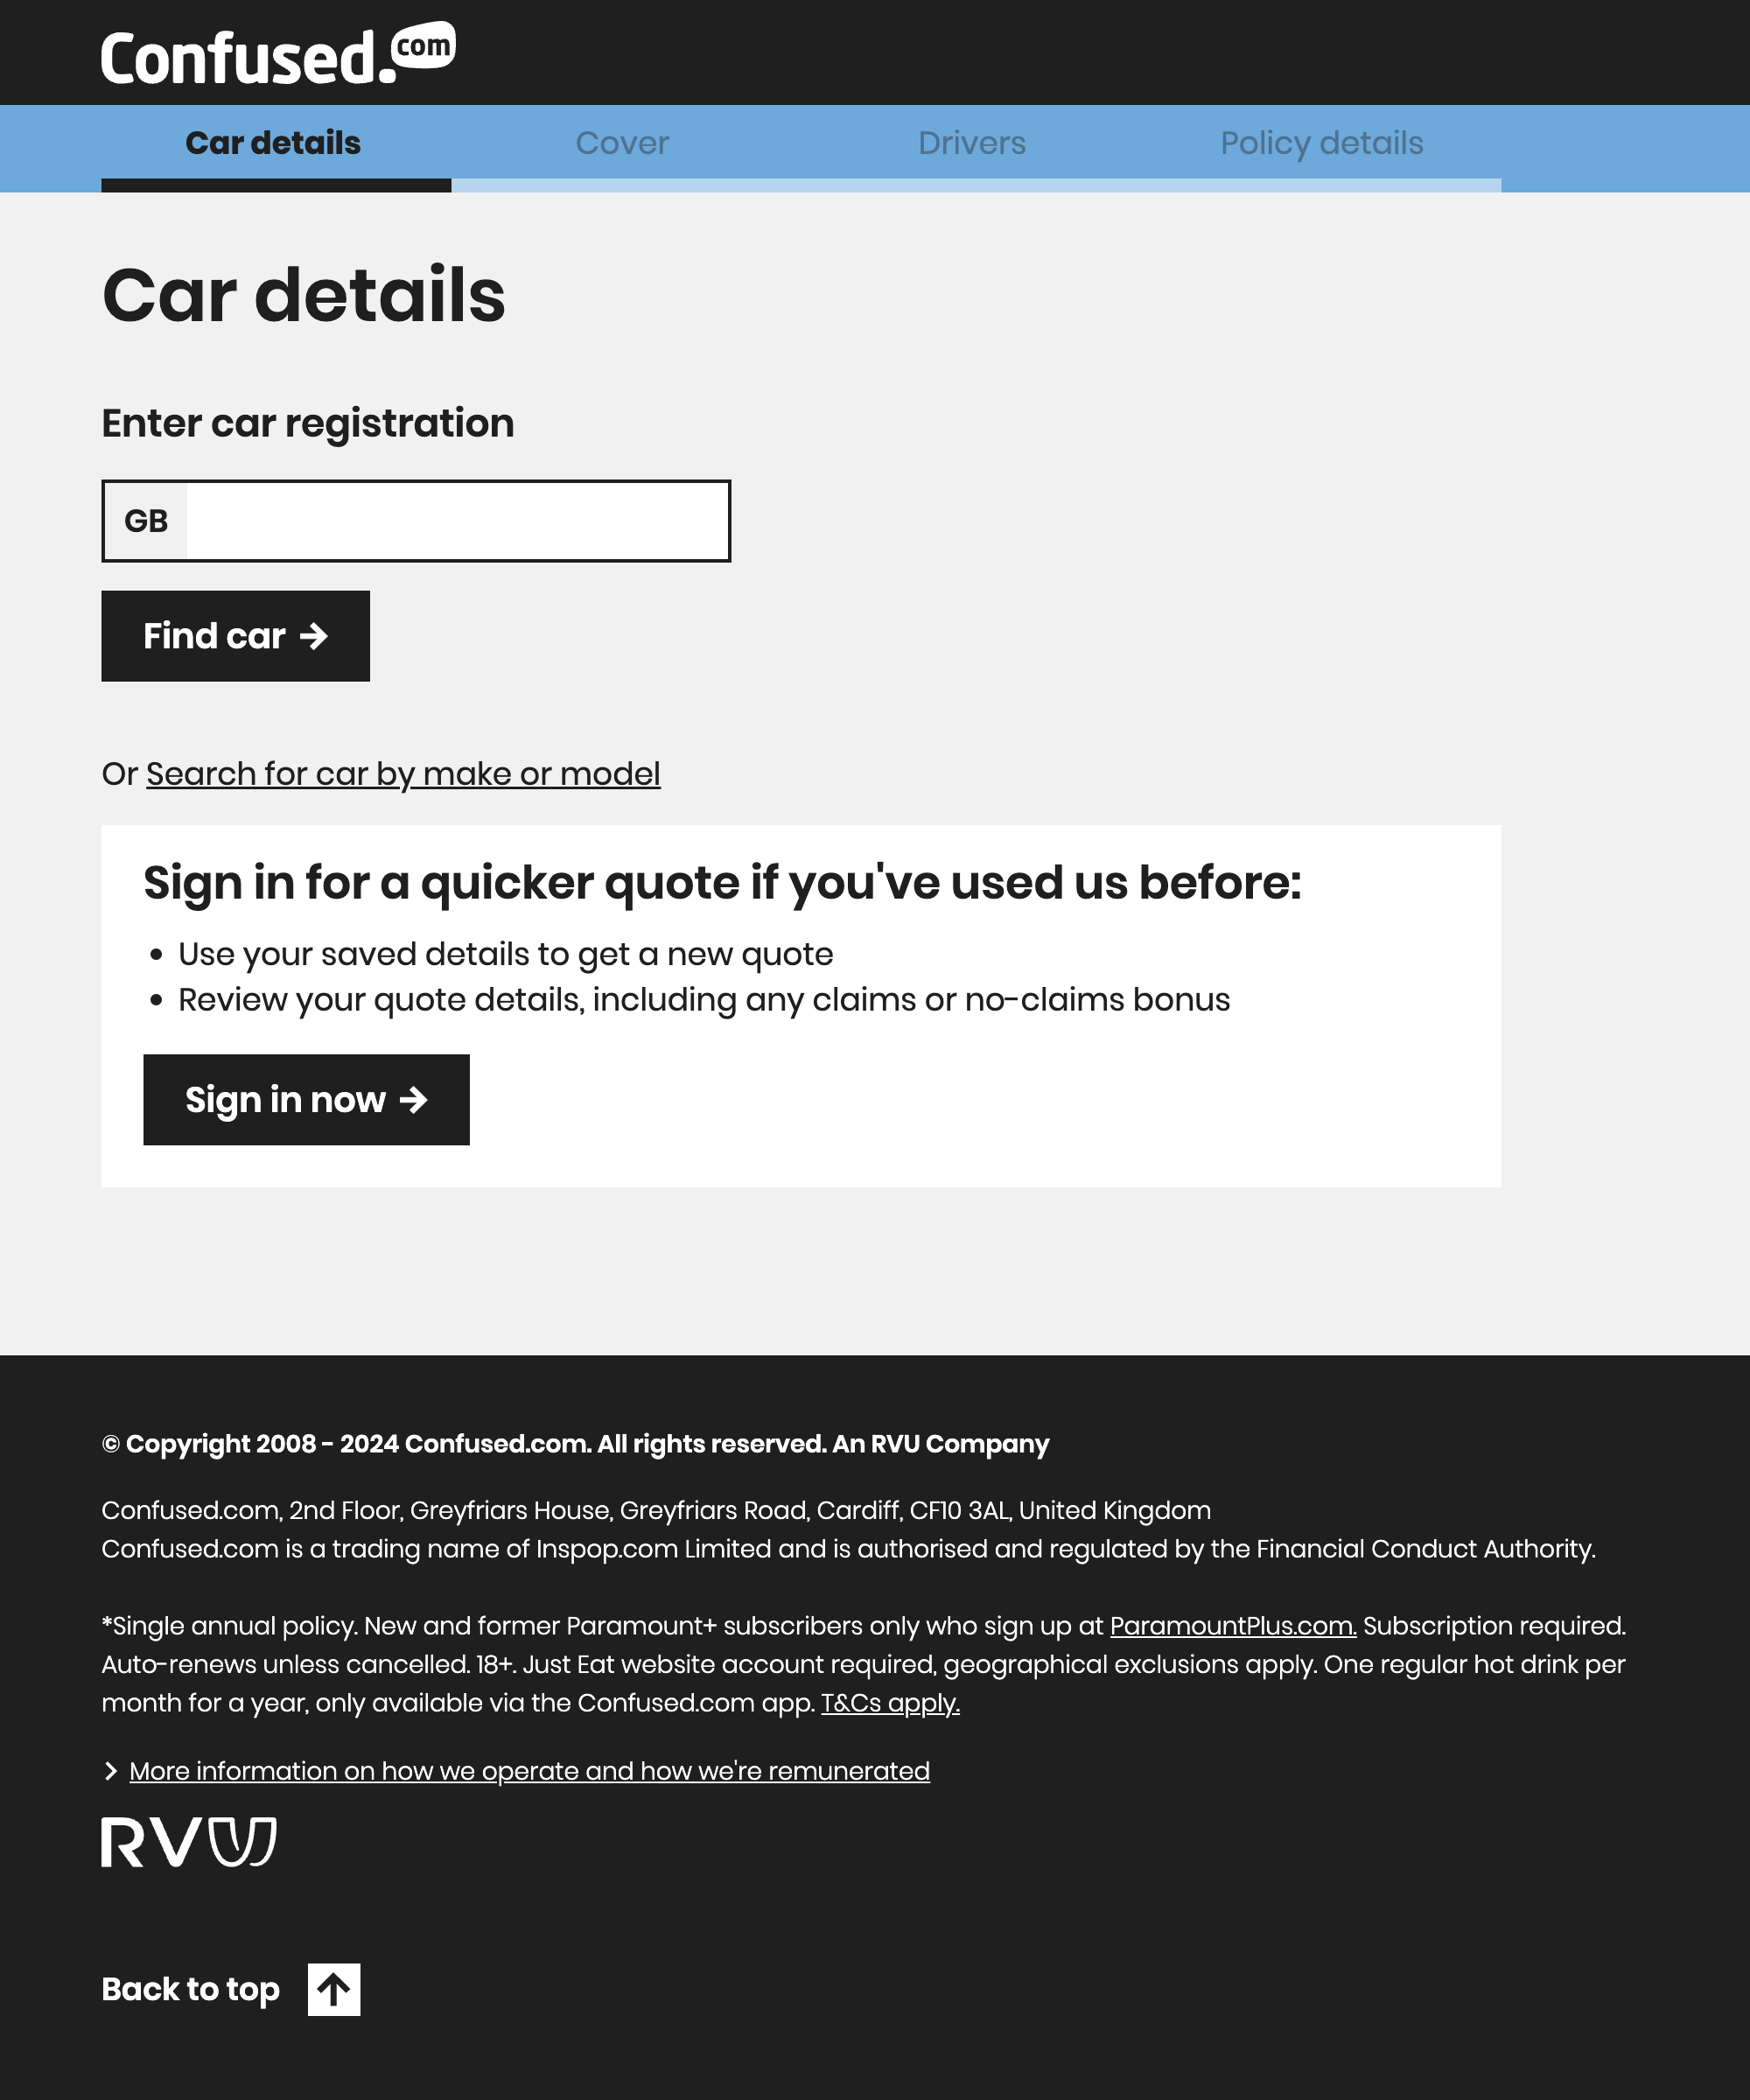 Confused.com
Car details
Cover
Drivers
Policy details
Car details
Enter car registration
GB
Find car →
Or Search for car by make or model
Sign in for a quicker quote if you've used us before:
• Use your saved details to get a new quote
• Review your quote details, including any claims or no-claims bonus
Sign in now →
© Copyright 2008 - 2024 Confused.com. All rights reserved. An RVU Company
Confused.com, 2nd Floor, Greyfriars House, Greyfriars Road, Cardiff, CF10 3AL, United Kingdom
Confused.com is a trading name of Inspop.com Limited and is authorised and regulated by the Financial Conduct Authority.
*Single annual policy. New and former Paramount+ subscribers only who sign up at ParamountPlus.com. Subscription required.
Auto-renews unless cancelled. 18+. Just Eat website account required, geographical exclusions apply. One regular hot drink per
month for a year, only available via the Confused.com app. T&Cs apply.
More information on how we operate and how we're remunerated
RVU
Back to top